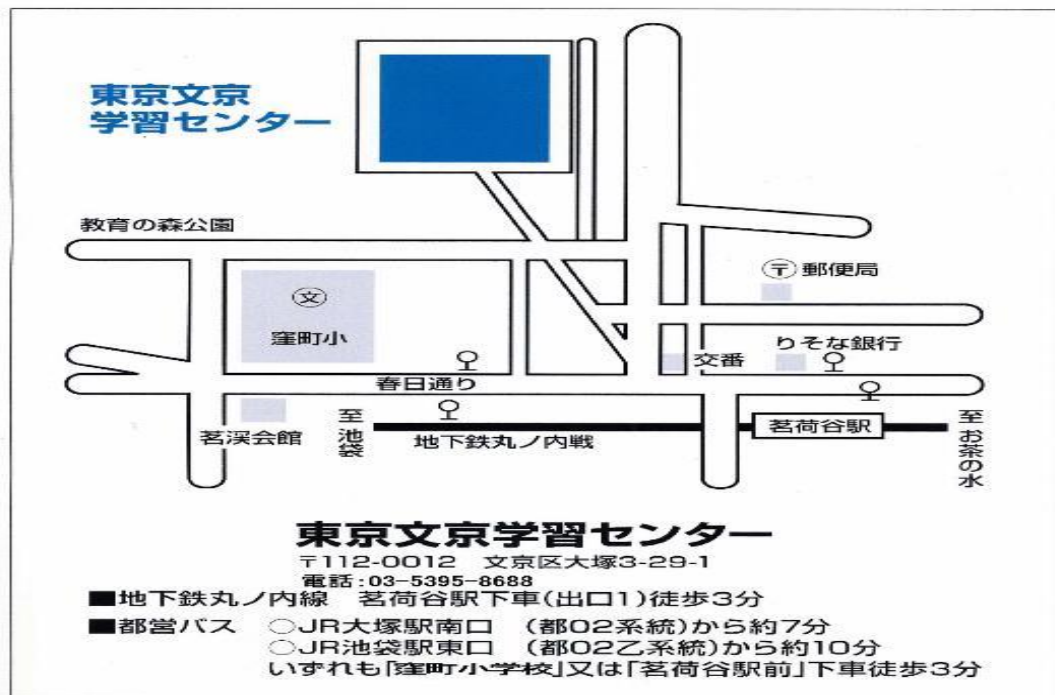 東京文京
学習センター
教育の森公園
〒郵便局
文
窪町小
りそな銀行
交番
春日通り
茗渓会館
至池袋
地下鉄丸ノ内戦
茗荷谷駅
至お茶の水
東京文京学習センター
〒112-0012 文京区大塚3-29-1
電話:03-5395-8688
■地下鉄丸ノ内線 茗荷谷駅下車(出口1)徒歩3分
■都営バス ○JR大塚駅南口 (都02系統)から約7分
○JR池袋駅東口 (都02乙系統)から約10分
いずれも「窪町小学校」又は「茗荷谷駅前」下車徒歩3分